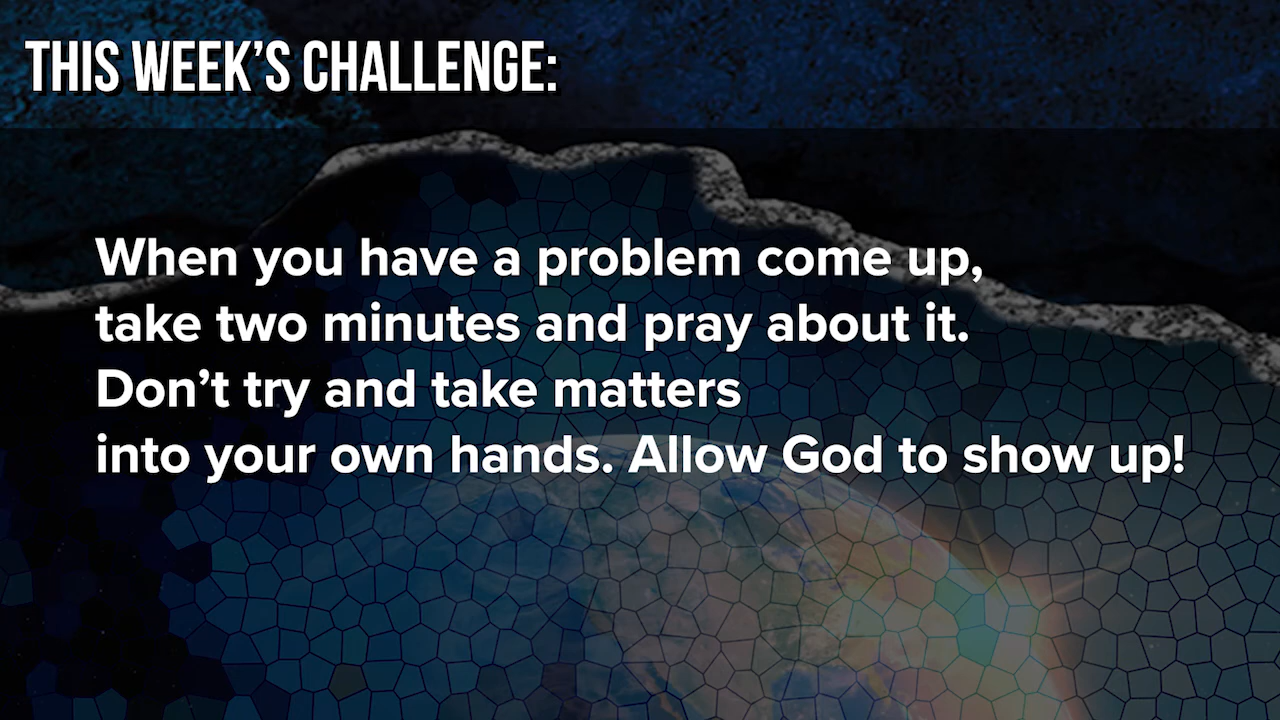 THIS WEEK’S CHALLENGE:
When you have a problem come up,
take two minutes and pray about it.
Don’t try and take matters
into your own hands. Allow God to show up!